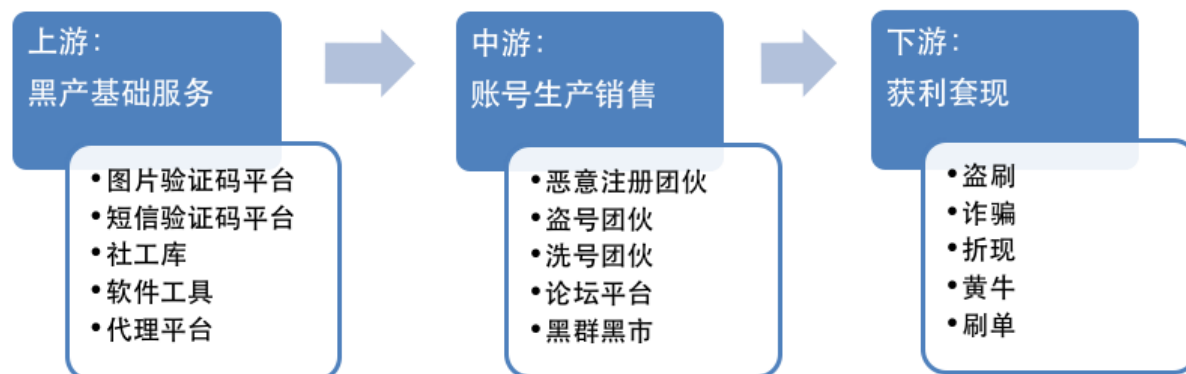 上游：
黑产基础服务
•图片验证码平台
•短信验证码平台
•社工库
•软件工具
•代理平台
中游：
账号生产销售
•恶意注册团伙
•盗号团伙
•洗号团伙
•论坛平台
•黑群黑市
下游：
获利套现
•盗刷
•诈骗
•折现
•黄牛
•刷单